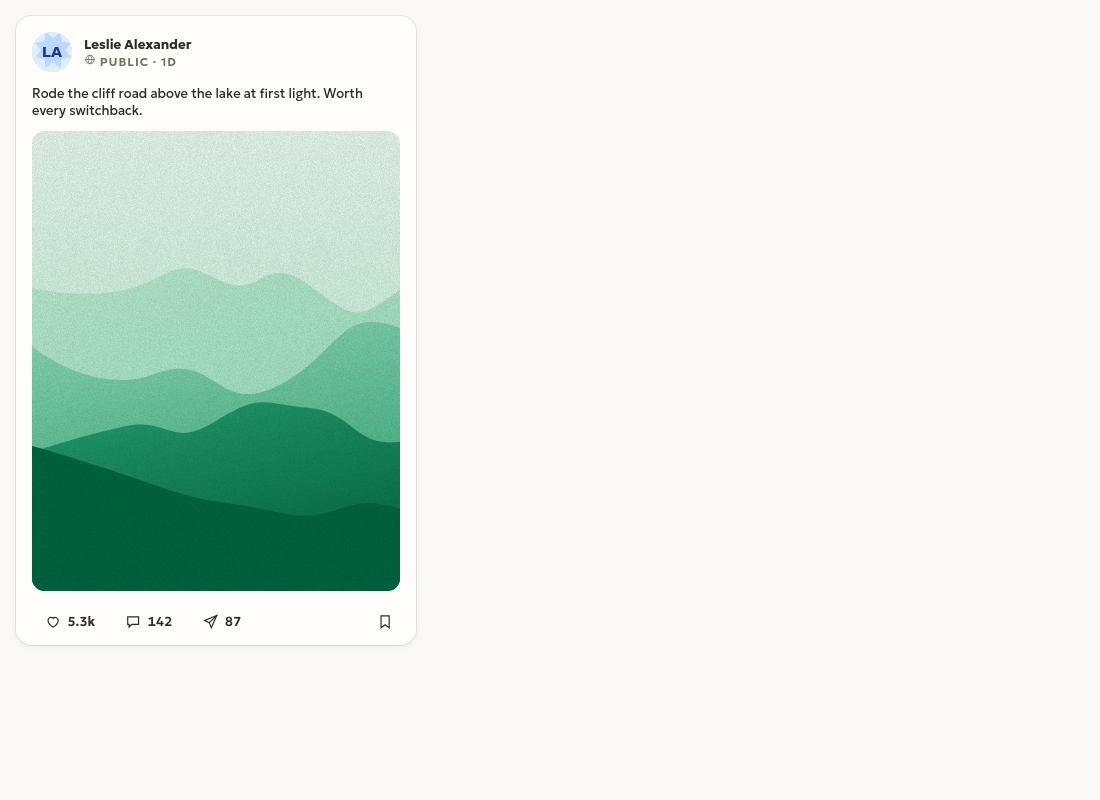 LA
Leslie Alexander
PUBLIC · 1D
Rode the cliff road above the lake at first light. Worth
every switchback.
5.3k 142 87